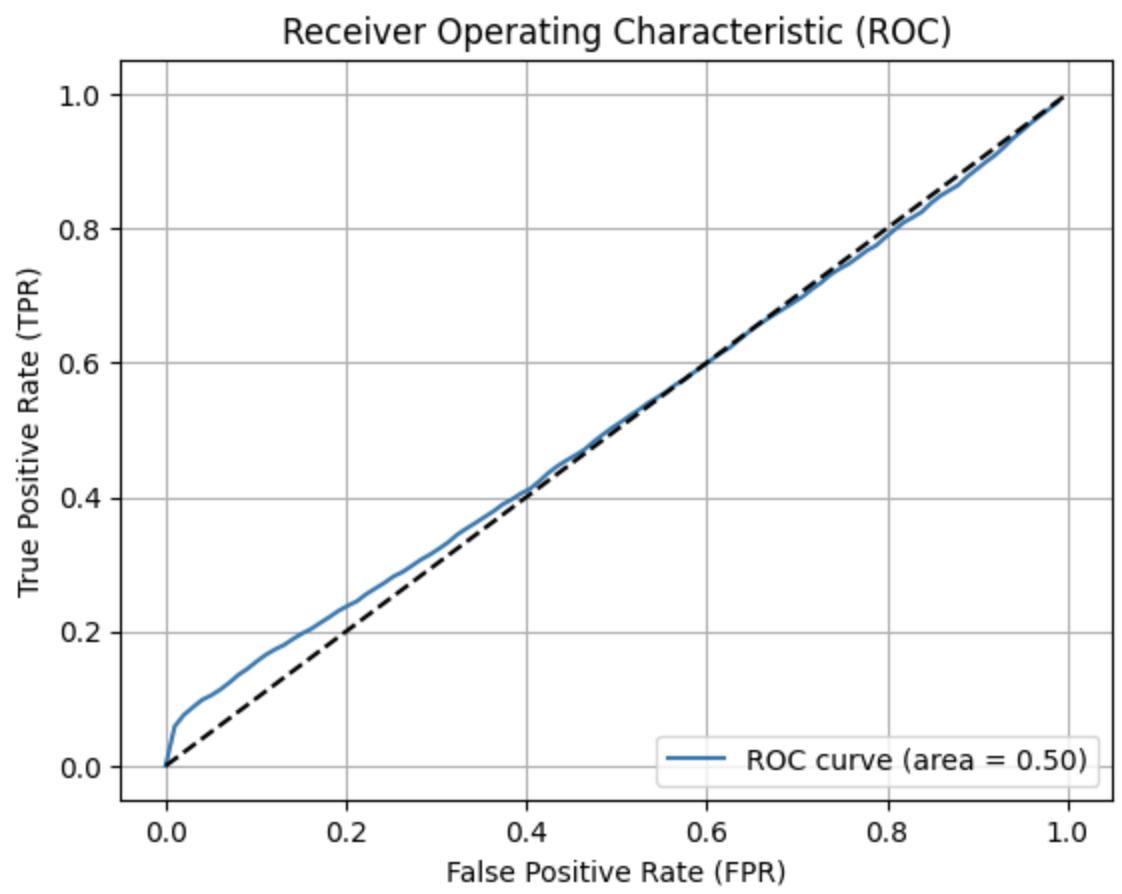 Receiver Operating Characteristic (ROC)
True Positive Rate (TPR)
1.0
0.8
0.6
0.4
0.2
0.0
ROC curve (area = 0.50)
0.0 0.2 0.4 0.6 0.8 1.0
False Positive Rate (FPR)